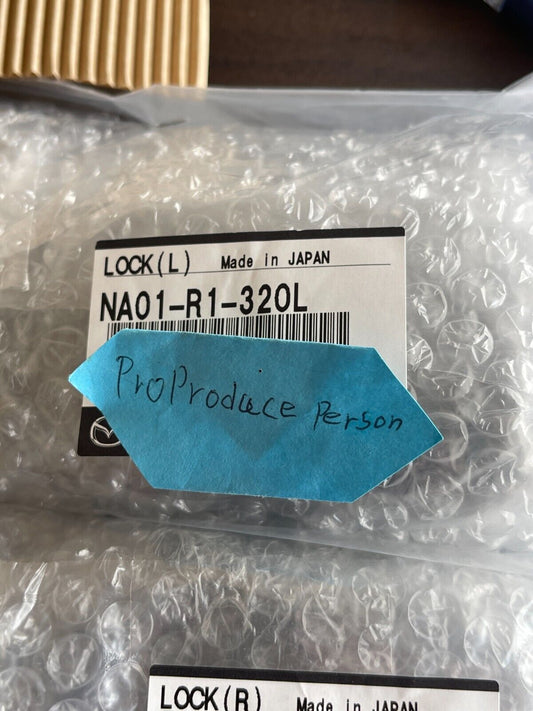 LOCK(L) Made in JAPAN
NA01-R1-320L
ProProduce person
LOCK(R) Made in JAPAN